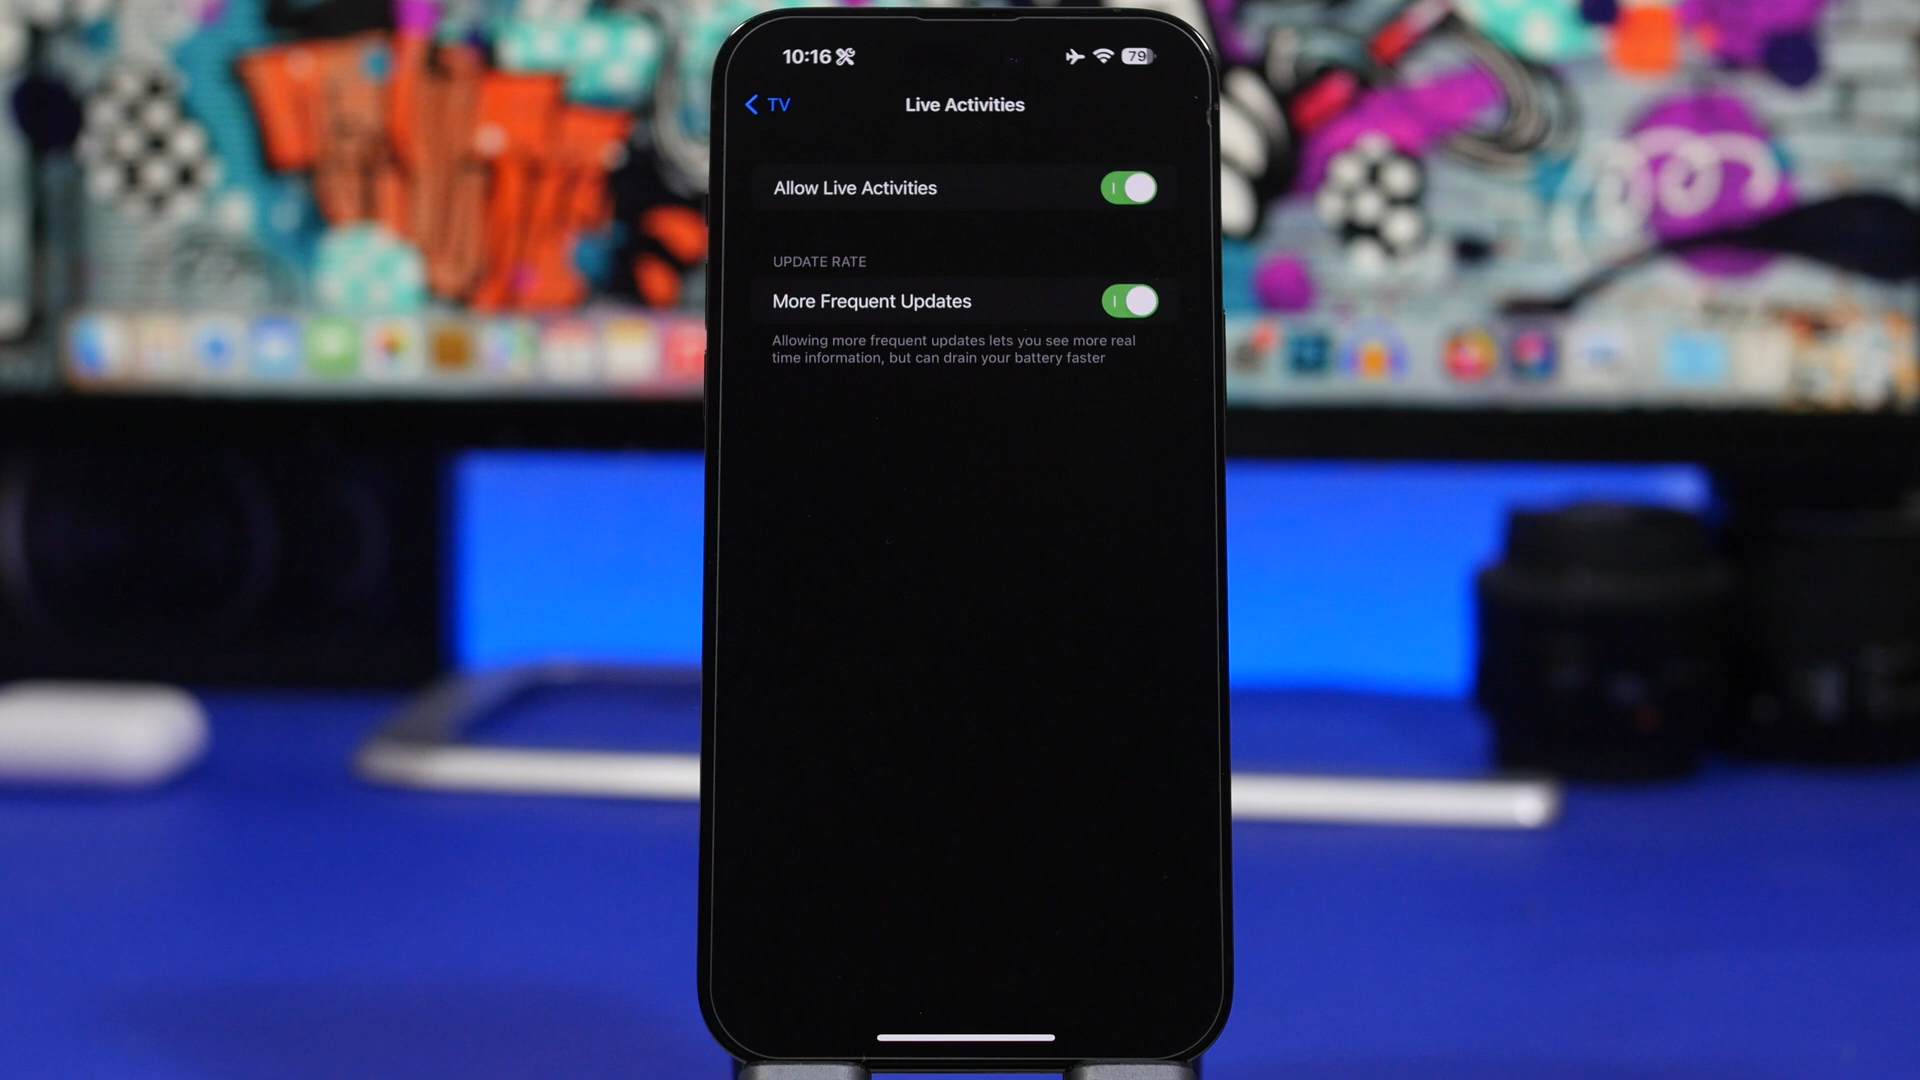 10:16
79
TV
Live Activities
Allow Live Activities
UPDATE RATE
More Frequent Updates
Allowing more frequent updates lets you see more real
time information, but can drain your battery faster